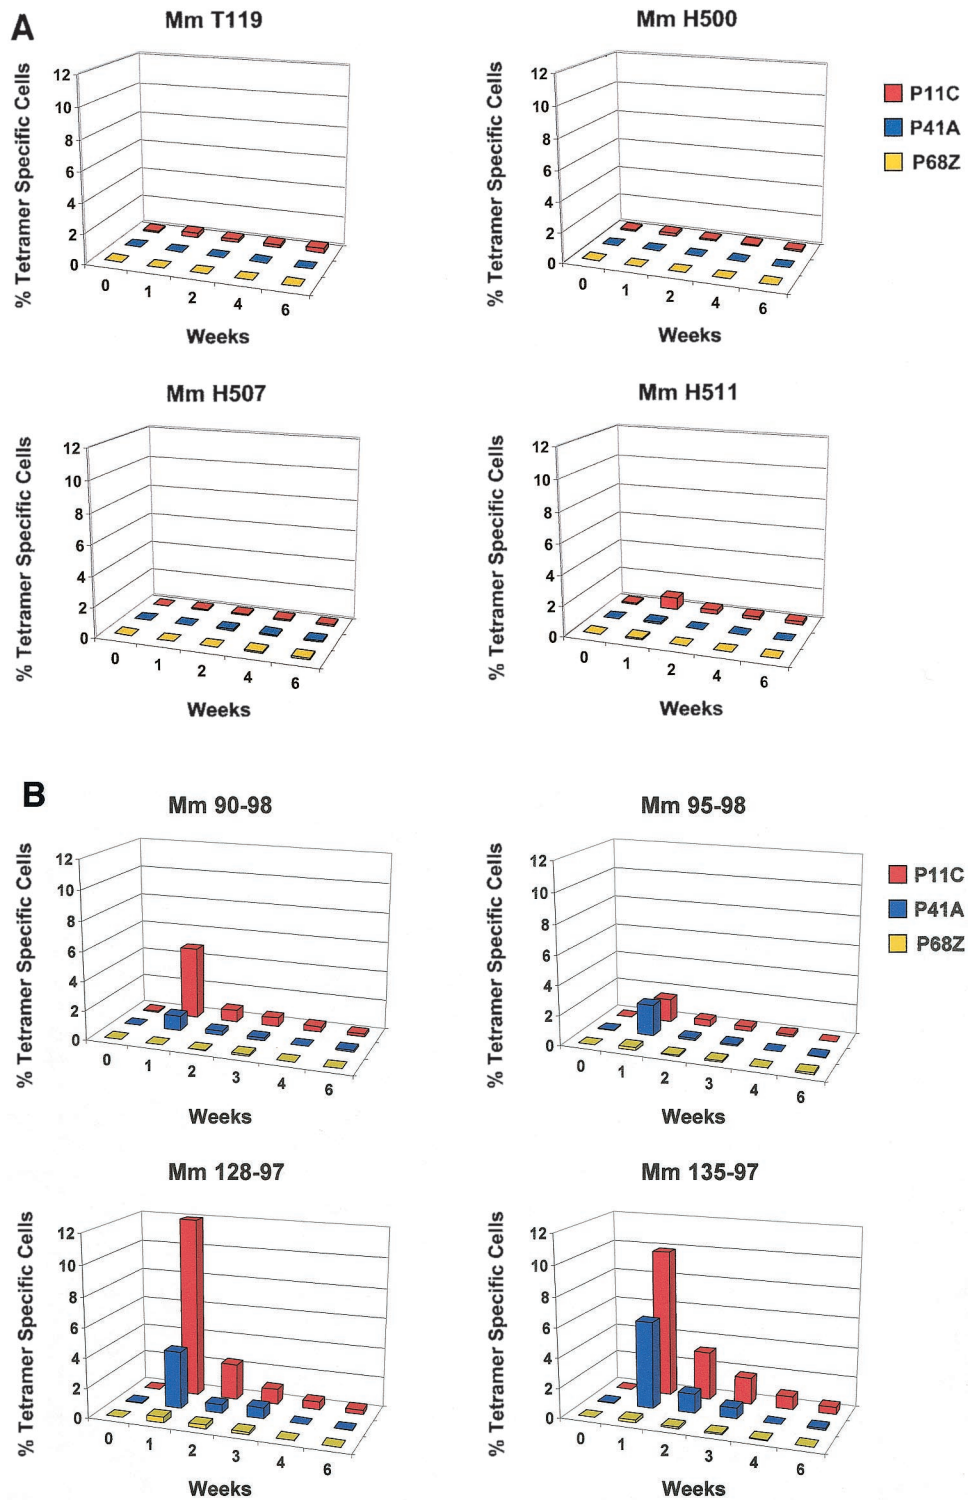 A
Mm T119
Mm H500
% Tetramer Specific Cells
12
10
8
6
4
2
0
0 1 2 4 6
Weeks
% Tetramer Specific Cells
12
10
8
6
4
2
0
0 1 2 4 6
Weeks
P11C
P41A
P68Z
Mm H507
Mm H511
% Tetramer Specific Cells
12
10
8
6
4
2
0
0 1 2 4 6
Weeks
% Tetramer Specific Cells
12
10
8
6
4
2
0
0 1 2 4 6
Weeks
B
Mm 90-98
Mm 95-98
% Tetramer Specific Cells
12
10
8
6
4
2
0
0 1 2 3 4 6
Weeks
% Tetramer Specific Cells
12
10
8
6
4
2
0
0 1 2 3 4 6
Weeks
P11C
P41A
P68Z
Mm 128-97
Mm 135-97
% Tetramer Specific Cells
12
10
8
6
4
2
0
0 1 2 3 4 6
Weeks
% Tetramer Specific Cells
12
10
8
6
4
2
0
0 1 2 3 4 6
Weeks